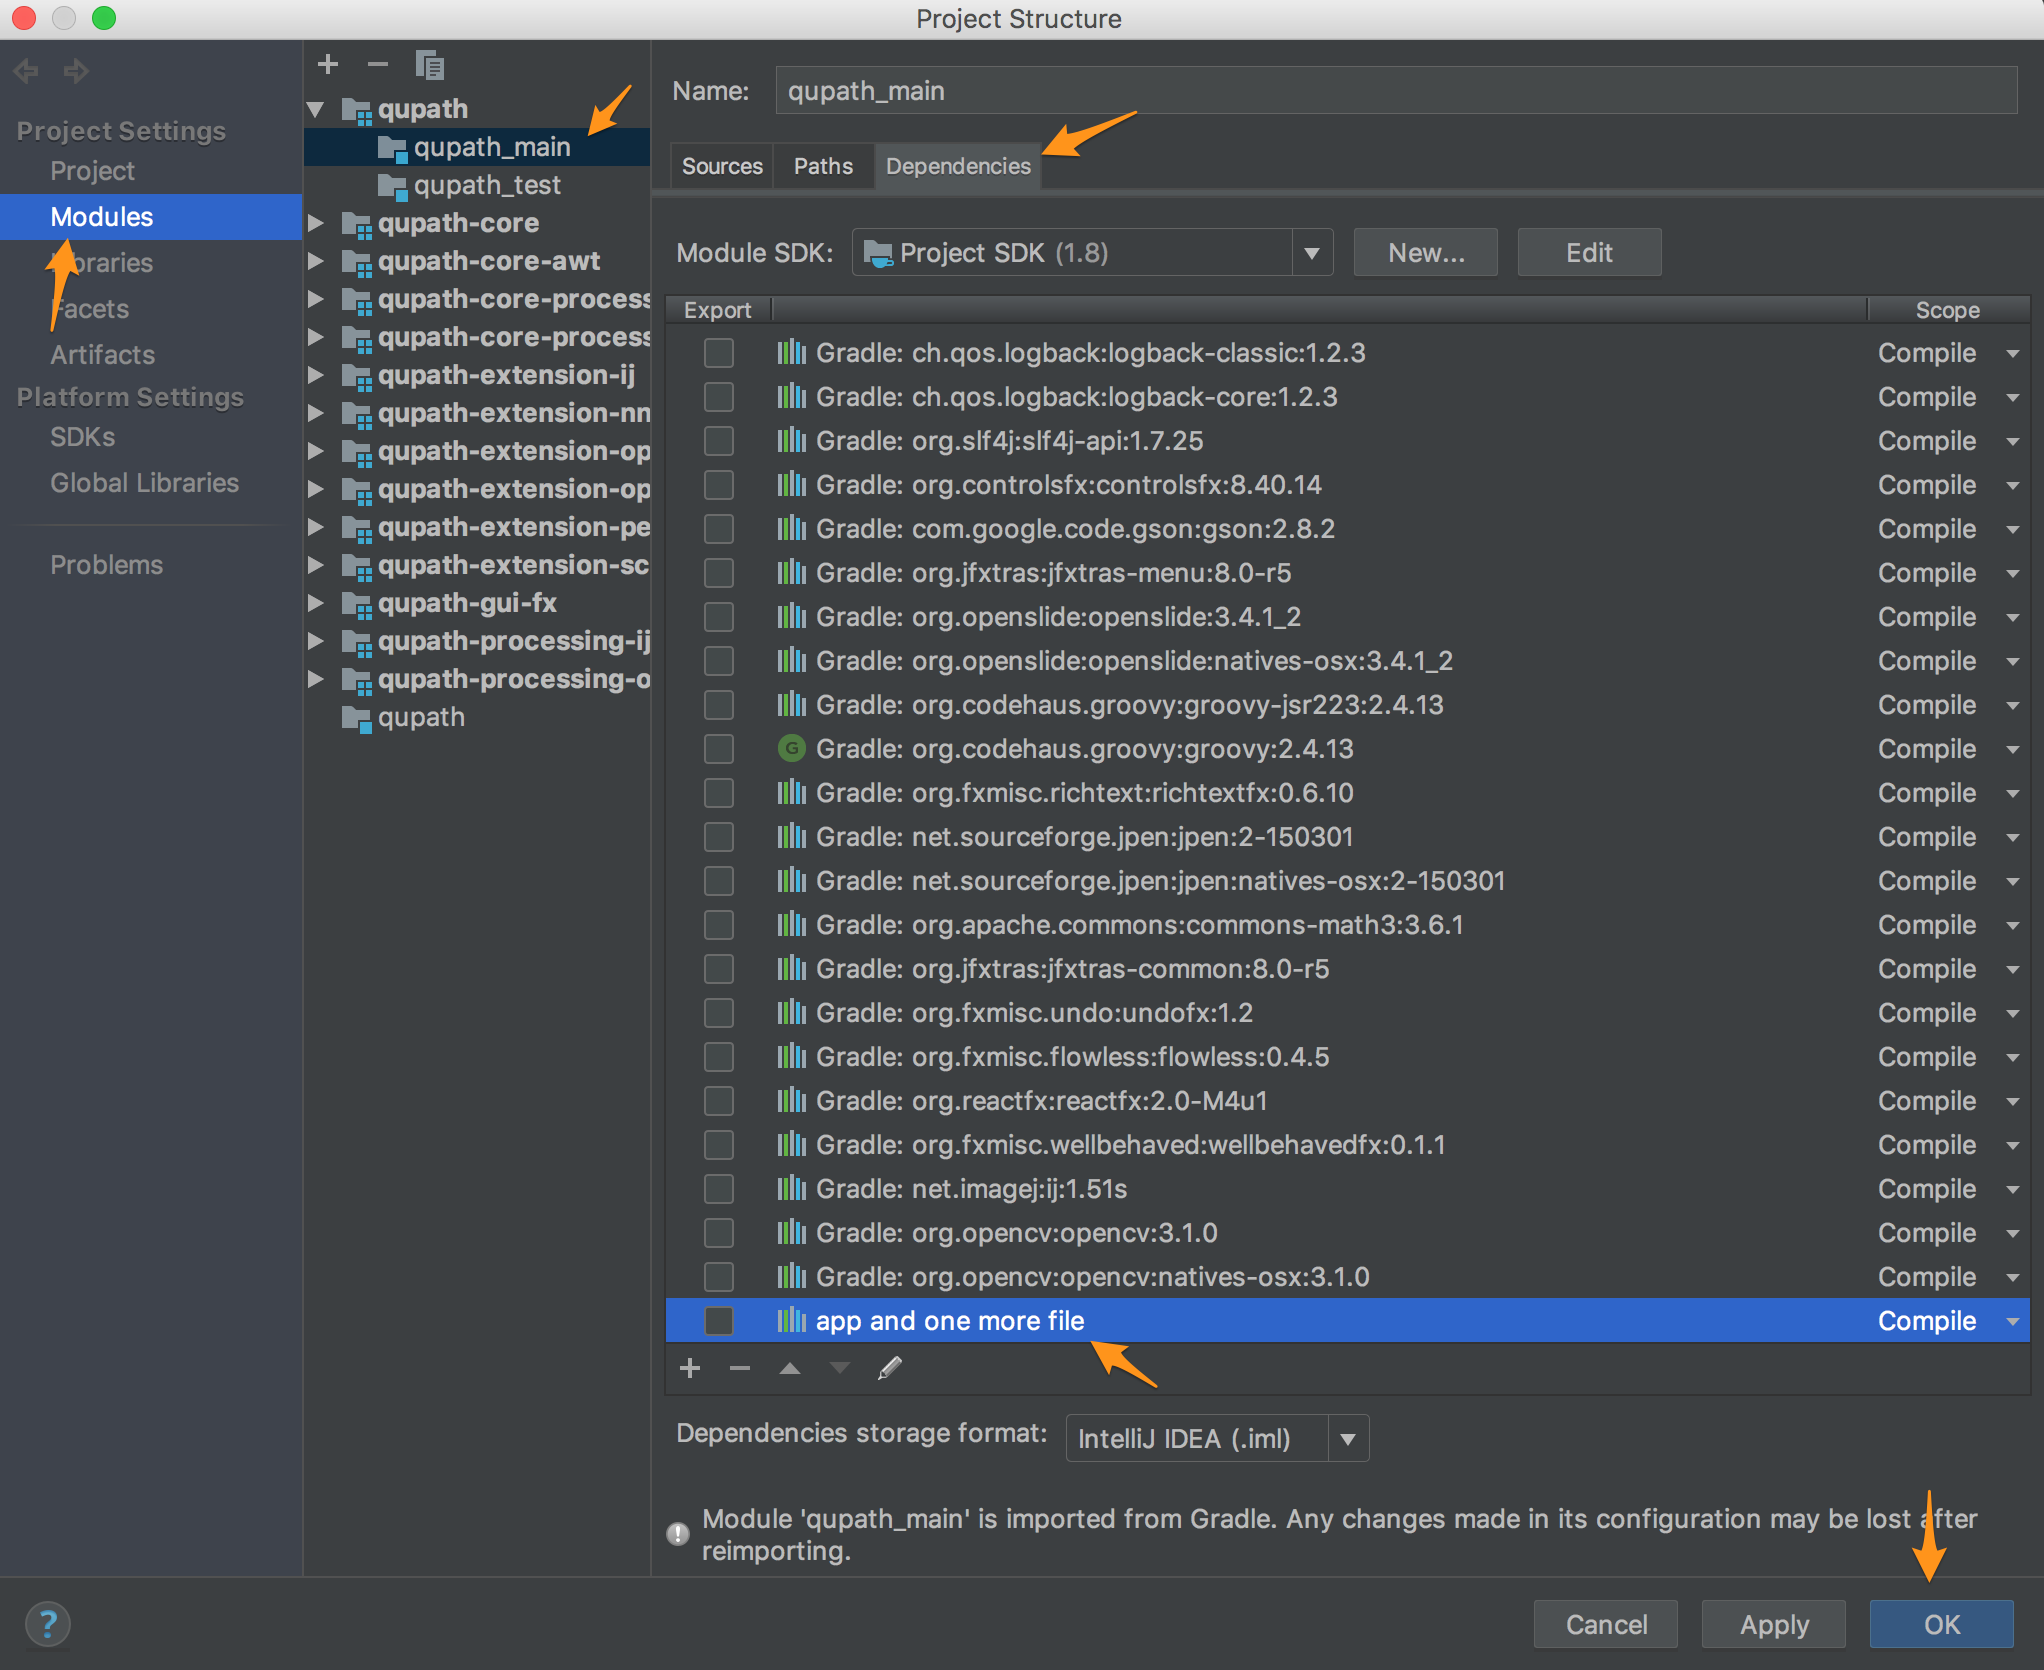 Project Structure
Project Settings
Project
Modules
Libraries
Facets
Artifacts
Platform Settings
SDKs
Global Libraries
Problems
qupath
qupath_main
qupath_test
qupath-core
qupath-core-awt
qupath-core-process
qupath-core-process
qupath-extension-ij
qupath-extension-nn
qupath-extension-op
qupath-extension-op
qupath-extension-pe
qupath-extension-sc
qupath-gui-fx
qupath-processing-ij
qupath-processing-o
qupath
Name: qupath_main
Sources Paths Dependencies
Module SDK: Project SDK (1.8) New... Edit
Export Scope
Gradle: ch.qos.logback:logback-classic:1.2.3 Compile
Gradle: ch.qos.logback:logback-core:1.2.3 Compile
Gradle: org.slf4j:slf4j-api:1.7.25 Compile
Gradle: org.controlsfx:controlsfx:8.40.14 Compile
Gradle: com.google.code.gson:gson:2.8.2 Compile
Gradle: org.jfxtras:jfxtras-menu:8.0-r5 Compile
Gradle: org.openslide:openslide:3.4.1_2 Compile
Gradle: org.openslide:openslide:natives-osx:3.4.1_2 Compile
Gradle: org.codehaus.groovy:groovy-jsr223:2.4.13 Compile
G Gradle: org.codehaus.groovy:groovy:2.4.13 Compile
Gradle: org.fxmisc.richtext:richtextfx:0.6.10 Compile
Gradle: net.sourceforge.jpen:jpen:2-150301 Compile
Gradle: net.sourceforge.jpen:jpen:natives-osx:2-150301 Compile
Gradle: org.apache.commons:commons-math3:3.6.1 Compile
Gradle: org.jfxtras:jfxtras-common:8.0-r5 Compile
Gradle: org.fxmisc.undo:undofx:1.2 Compile
Gradle: org.fxmisc.flowless:flowless:0.4.5 Compile
Gradle: org.reactfx:reactfx:2.0-M4u1 Compile
Gradle: org.fxmisc.wellbehaved:wellbehavedfx:0.1.1 Compile
Gradle: net.imagej:ij:1.51s Compile
Gradle: org.opencv:opencv:3.1.0 Compile
Gradle: org.opencv:opencv:natives-osx:3.1.0 Compile
app and one more file Compile
Dependencies storage format: IntelliJ IDEA (.iml)
Module 'qupath_main' is imported from Gradle. Any changes made in its configuration may be lost after
reimporting.
? Cancel Apply OK